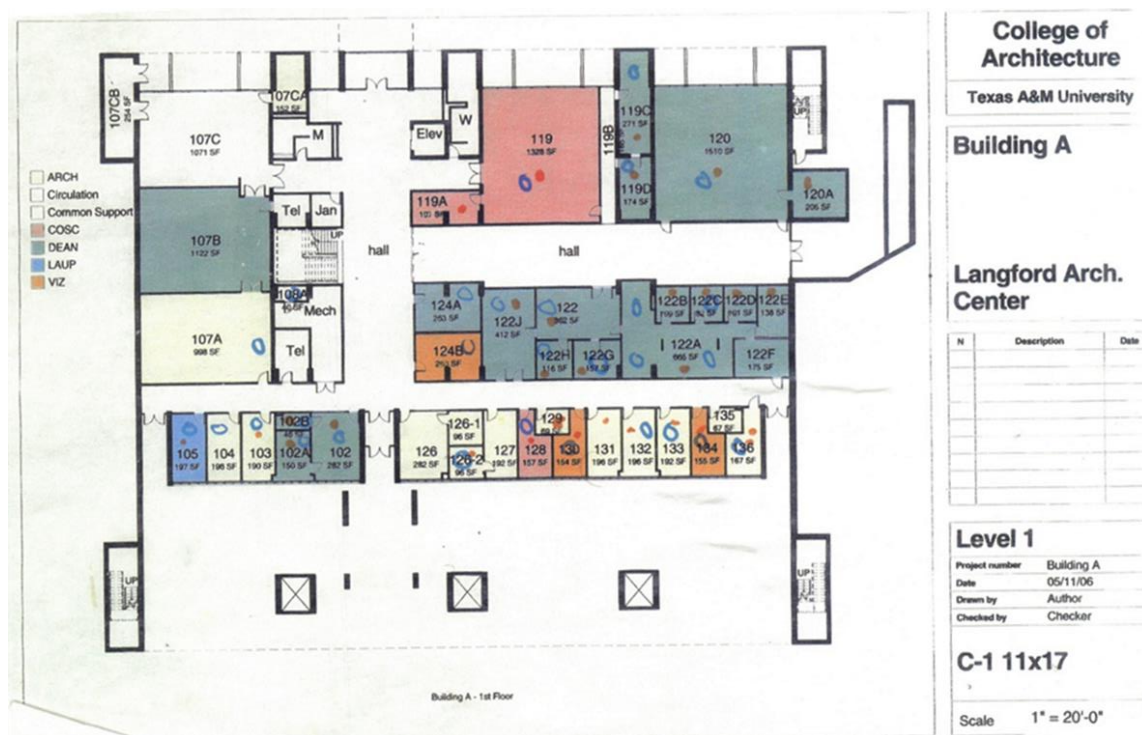 College of
Architecture
Texas A&M University
Building A
Langford Arch.
Center
N Description Date
Level 1
Project number Building A
Date 05/11/06
Drawn by Author
Checked by Checker
C-1 11x17
Scale 1" = 20'-0"
ARCH
Circulation
Common Support
COSC
DEAN
LAUP
VIZ
107CB
254 SF
107C
1071 SF
107CA
152 SF
M
Elev
W
119
1328 SF
119B
119C
271 SF
119D
174 SF
120
1510 SF
UP
120A
119A
107B
1122 SF
Tel
Jan
UP
hall
hall
107A
998 SF
108A
Mech
Tel
124A
253 SF
124B
122J
412 SF
122
122H
116 SF
122G
122B
122C
122D
122E
138 SF
122A
122F
175 SF
105
197 SF
104
196 SF
103
190 SF
102B
102A
150 SF
102
282 SF
126
282 SF
126-1
96 SF
126-2
96 SF
127
192 SF
128
157 SF
129
130
154 SF
131
196 SF
132
196 SF
133
192 SF
134
155 SF
135
67 SF
136
167 SF
UP
UP
Building A - 1st Floor